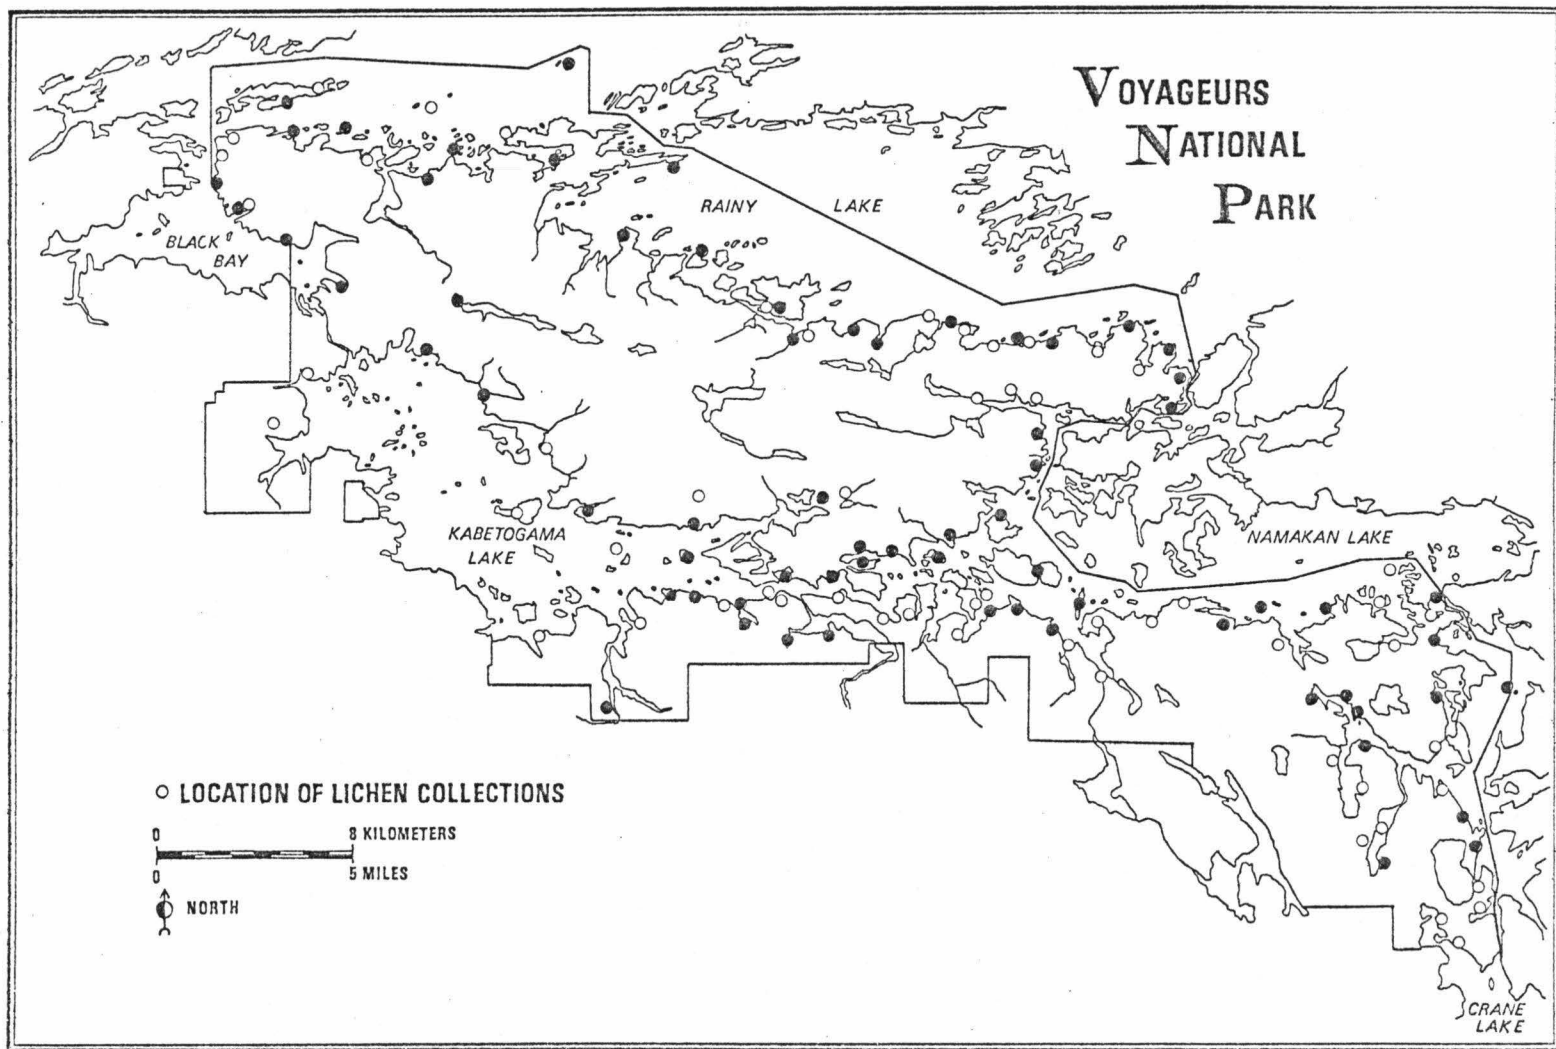 VOYAGEURS
NATIONAL
PARK
RAINY LAKE
BLACK
BAY
KABETOGAMA
LAKE
NAMAKAN LAKE
LOCATION OF LICHEN COLLECTIONS
0 8 KILOMETERS
0 5 MILES
NORTH
CRANE
LAKE